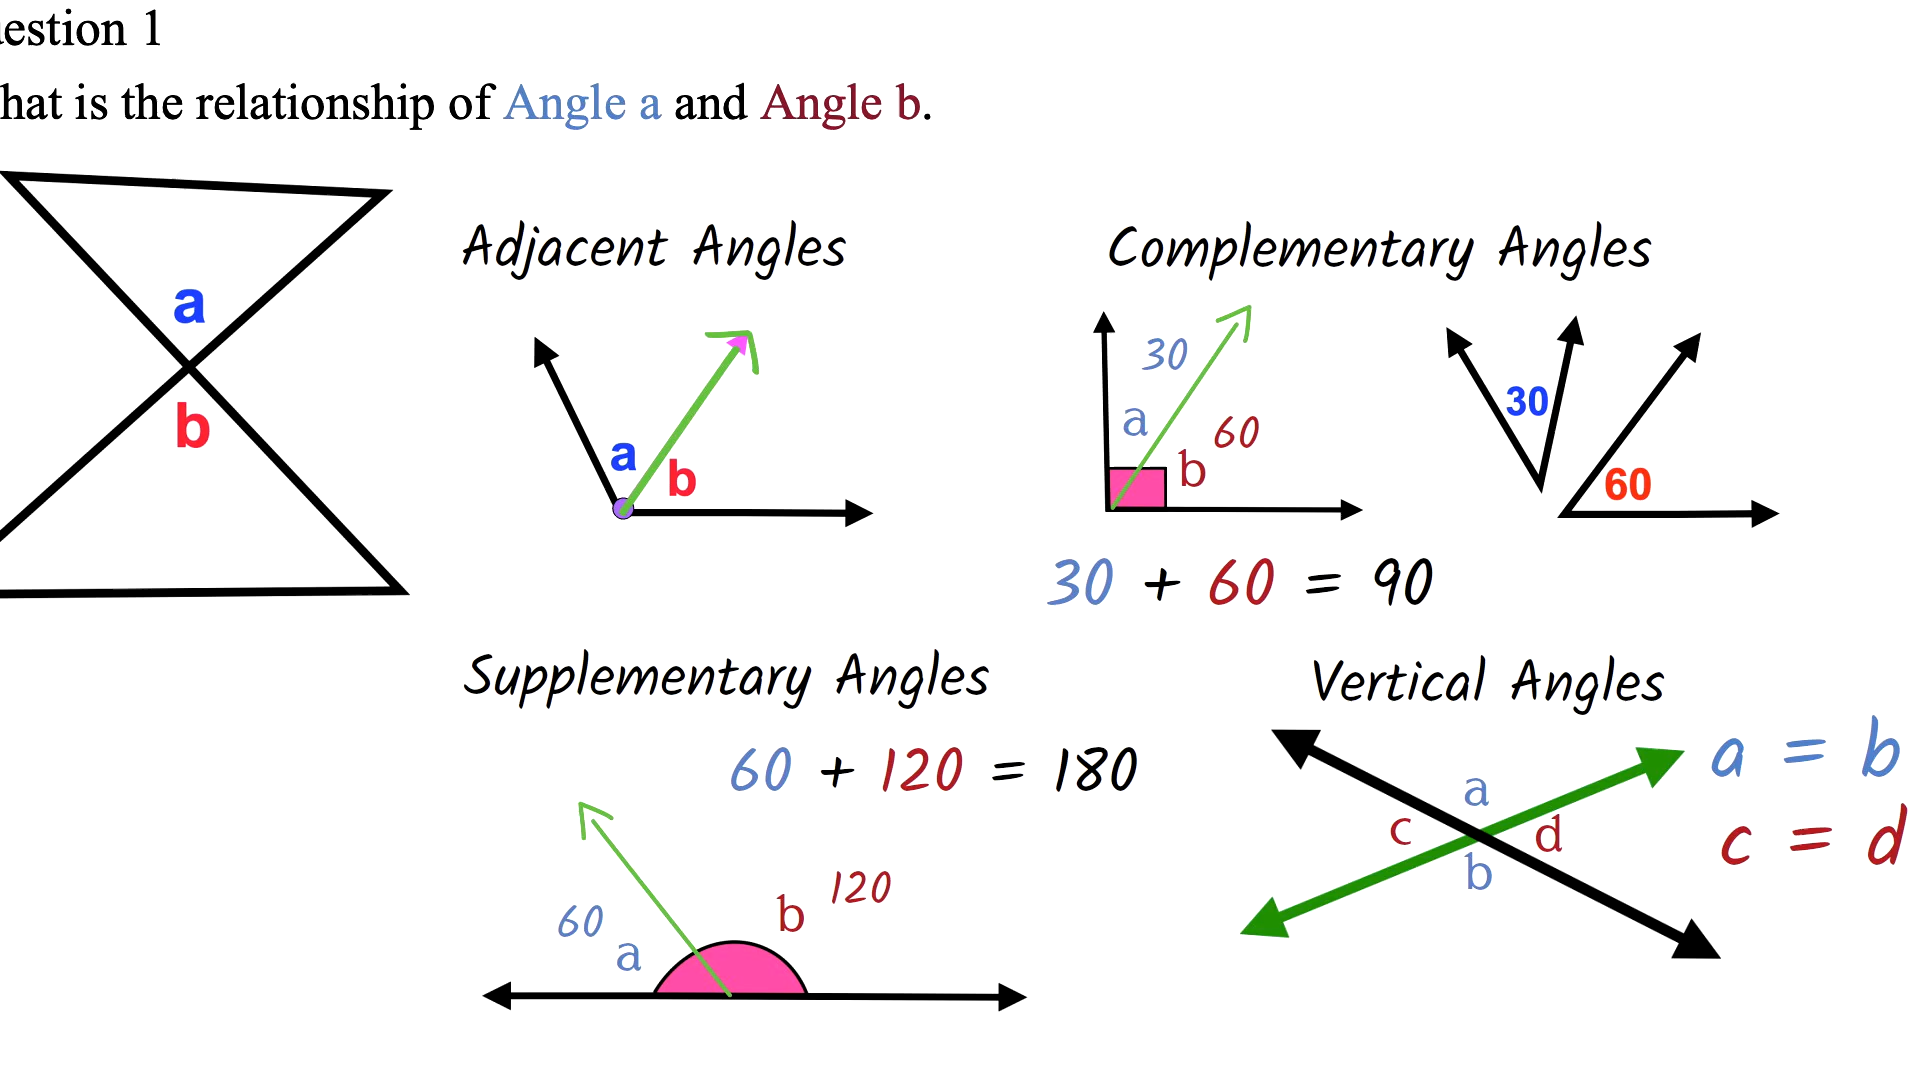 estion 1
hat is the relationship of Angle a and Angle b.
a
b
Adjacent Angles
a
b
Complementary Angles
30
a
60
b
30
60
30 + 60 = 90
Supplementary Angles
60 + 120 = 180
60
a
b
120
Vertical Angles
a
c
d
b
a = b
c = d